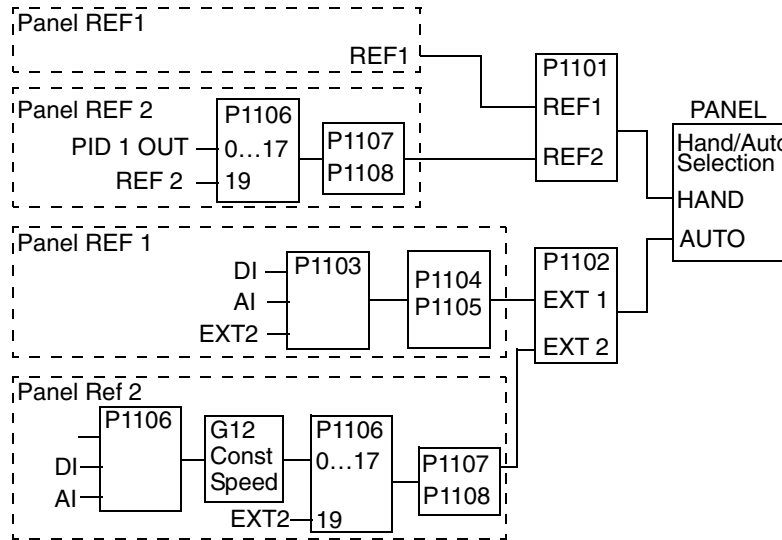 Panel REF1
REF1
Panel REF 2
P1106
PID 1 OUT
0...17
REF 2
19
P1107
P1108
P1101
REF1
REF2
PANEL
Hand/Auto
Selection
HAND
AUTO
Panel REF 1
DI
AI
EXT2
P1103
P1104
P1105
P1102
EXT 1
EXT 2
Panel Ref 2
P1106
DI
AI
G12
Const
Speed
P1106
0...17
EXT2
19
P1107
P1108